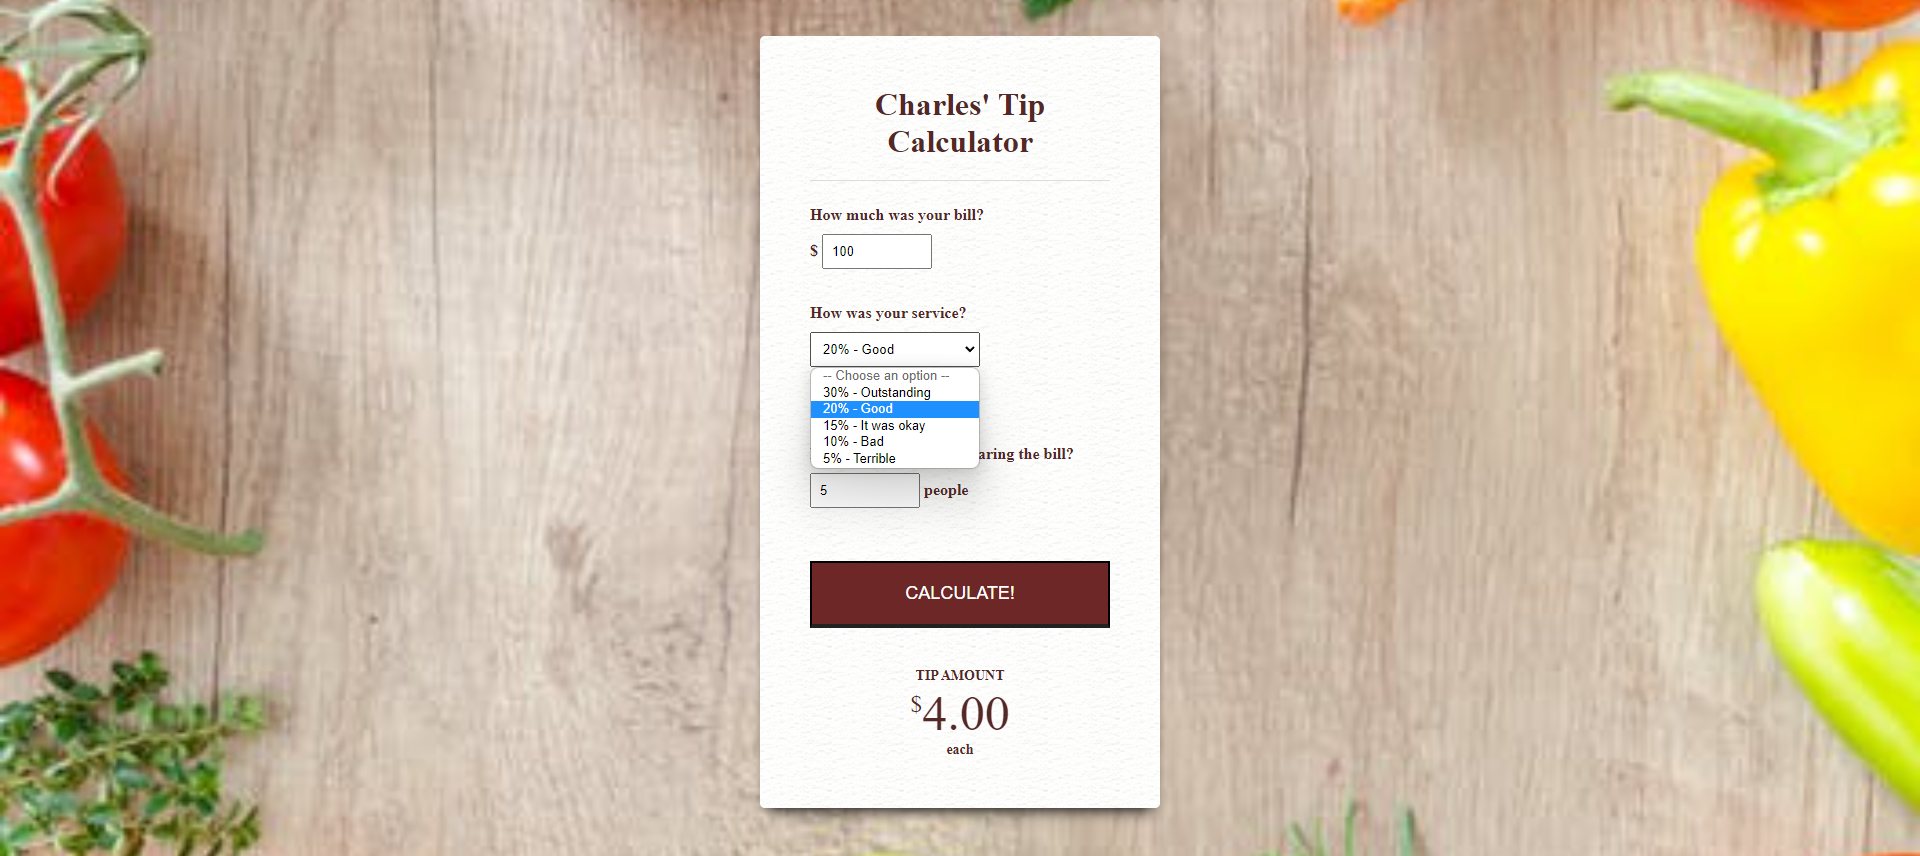 Charles' Tip
Calculator
How much was your bill?
$ 100
How was your service?
20% - Good
-- Choose an option --
30% - Outstanding
20% - Good
15% - It was okay
10% - Bad
5% - Terrible
the bill?
5 people
CALCULATE!
TIP AMOUNT
$4.00
each